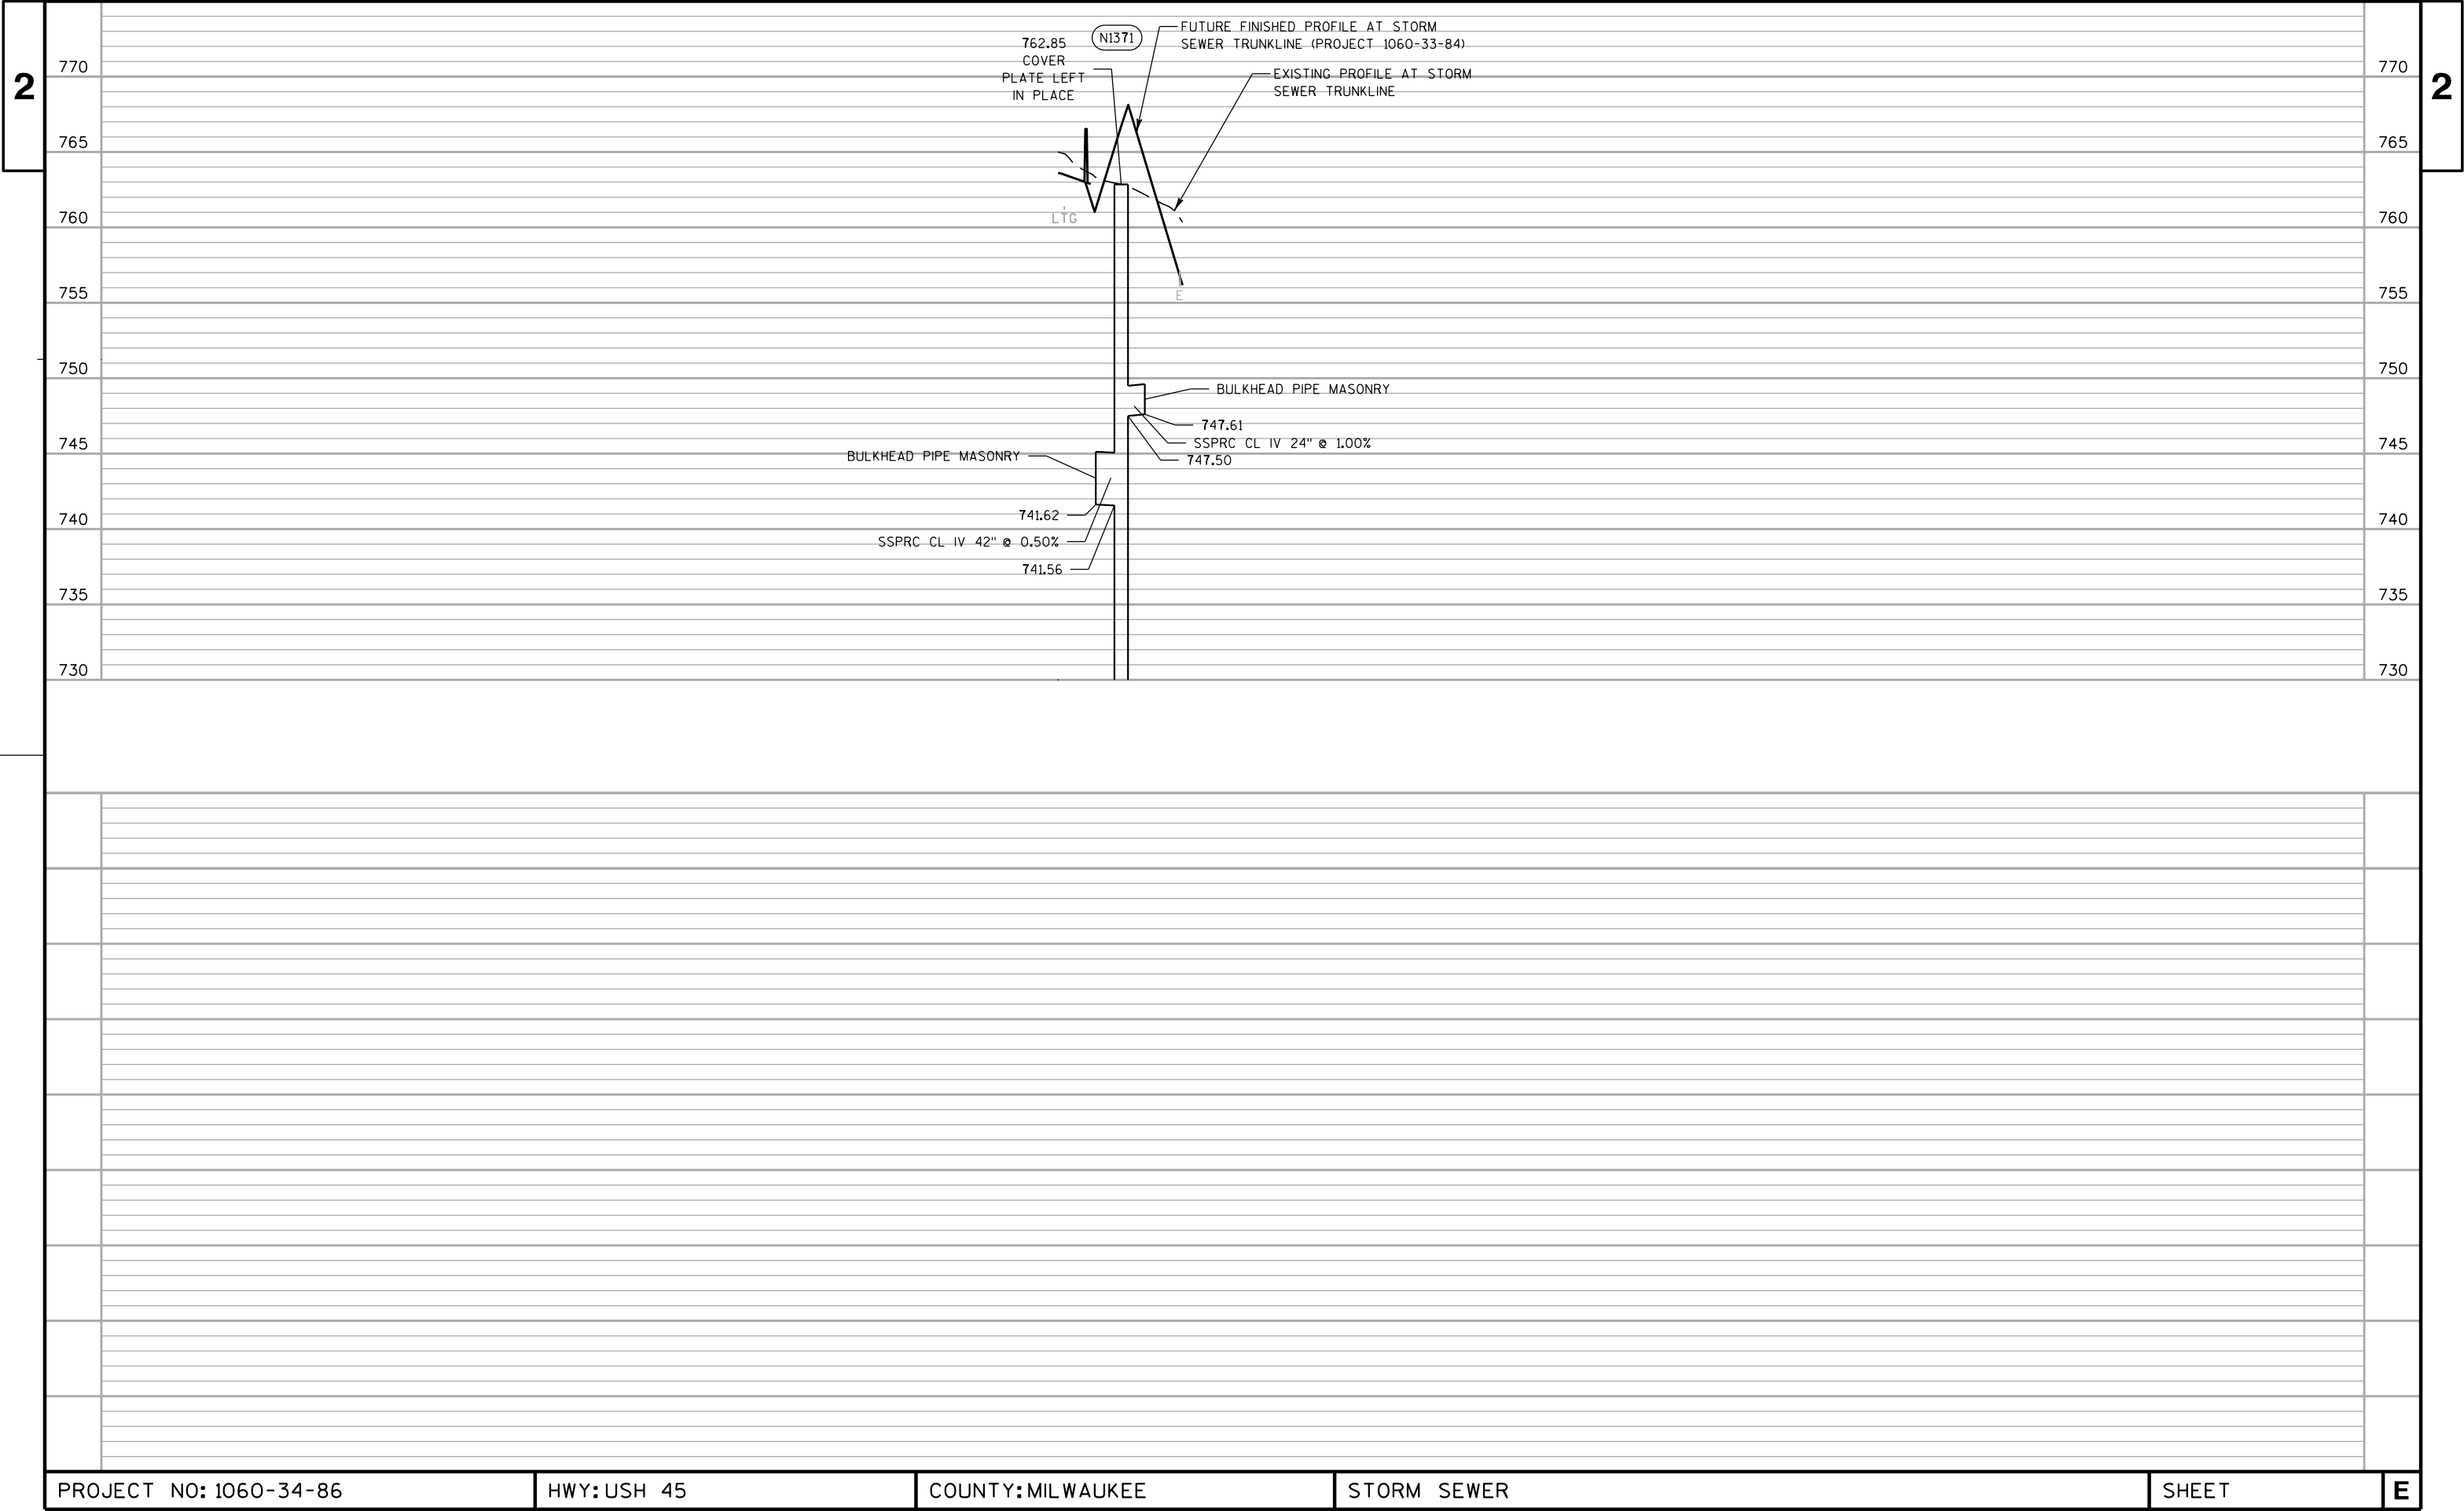 2
2
762.85
COVER
PLATE LEFT
IN PLACE
N1371
FUTURE FINISHED PROFILE AT STORM
SEWER TRUNKLINE (PROJECT 1060-33-84)
EXISTING PROFILE AT STORM
SEWER TRUNKLINE
770
770
765
765
760
LTG
760
755
E
755
750
750
BULKHEAD PIPE MASONRY
747.61
745
SSPRC CL IV 24" @ 1.00%
745
BULKHEAD PIPE MASONRY
747.50
741.62
740
740
SSPRC CL IV 42" @ 0.50%
741.56
735
735
730
730
PROJECT NO: 1060-34-86
HWY: USH 45
COUNTY: MILWAUKEE
STORM SEWER
SHEET
E